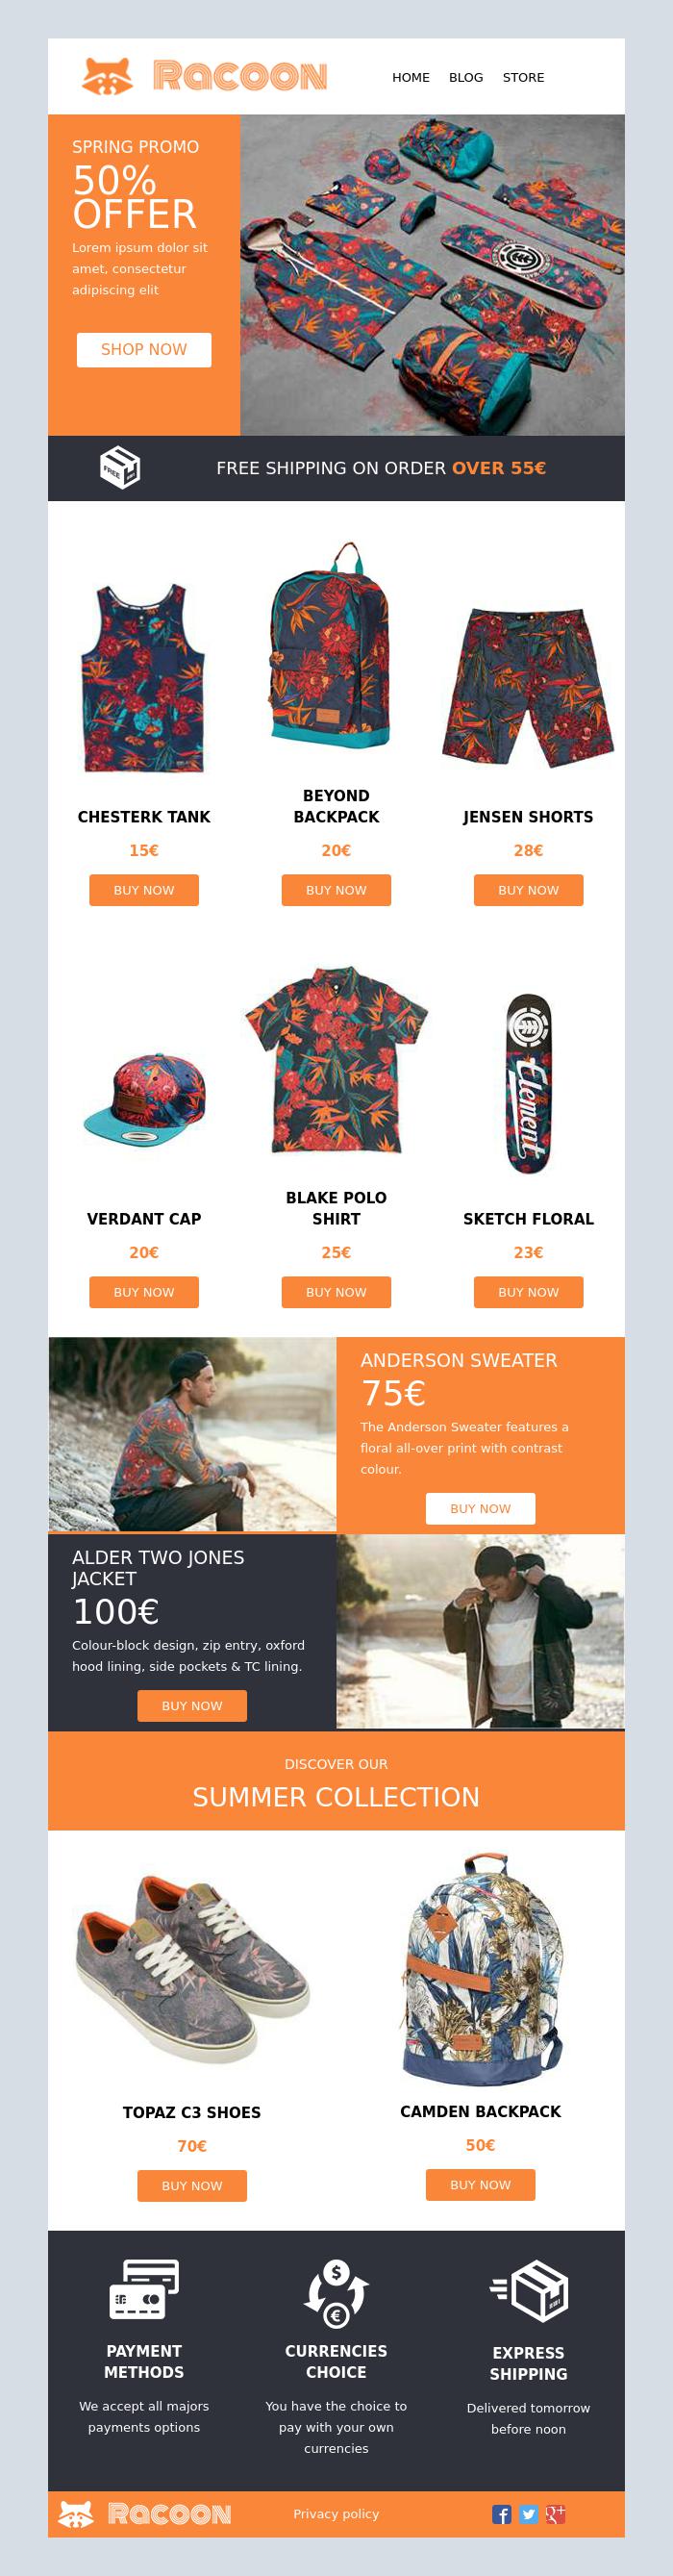 Racoon
HOME BLOG STORE
SPRING PROMO
50%
OFFER
Lorem ipsum dolor sit
amet, consectetur
adipiscing elit
SHOP NOW
FREE
FREE SHIPPING ON ORDER OVER 55€
CHESTERK TANK
15€
BUY NOW
BEYOND
BACKPACK
20€
BUY NOW
JENSEN SHORTS
28€
BUY NOW
Element
VERDANT CAP
20€
BUY NOW
BLAKE POLO
SHIRT
25€
BUY NOW
SKETCH FLORAL
23€
BUY NOW
ANDERSON SWEATER
75€
The Anderson Sweater features a
floral all-over print with contrast
colour.
BUY NOW
ALDER TWO JONES
JACKET
100€
Colour-block design, zip entry, oxford
hood lining, side pockets & TC lining.
BUY NOW
DISCOVER OUR
SUMMER COLLECTION
TOPAZ C3 SHOES
70€
BUY NOW
CAMDEN BACKPACK
50€
BUY NOW
$
€
PAYMENT
METHODS
We accept all majors
payments options
CURRENCIES
CHOICE
You have the choice to
pay with your own
currencies
EXPRESS
SHIPPING
Delivered tomorrow
before noon
Racoon
Privacy policy
f
g+